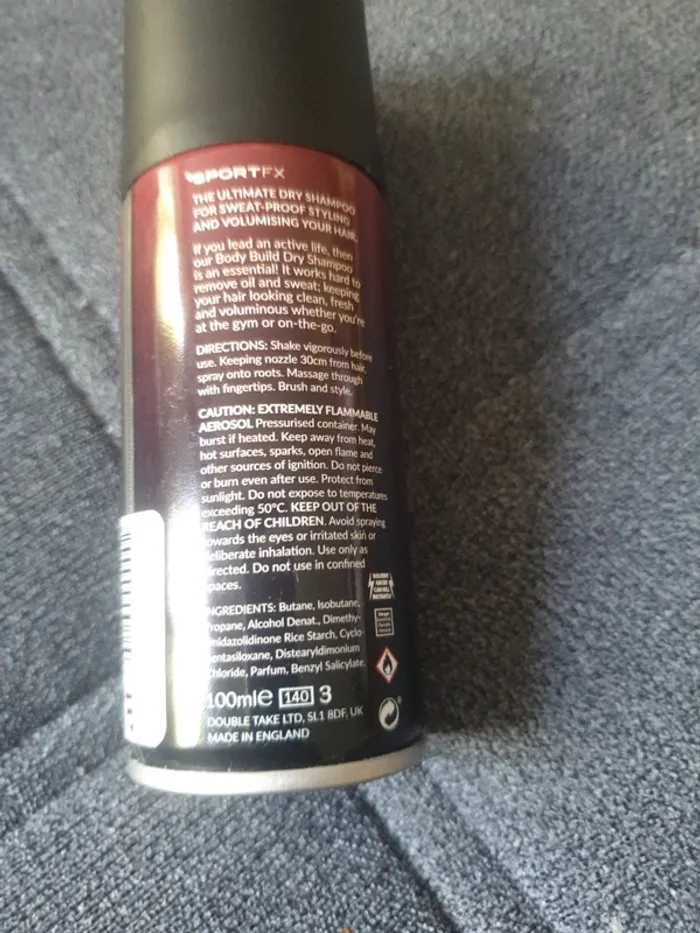 SPORTFX
THE ULTIMATE DRY SHAMPOO
FOR SWEAT-PROOF STYLING
AND VOLUMISING YOUR HAIR.
If you lead an active life, then
our Body Build Dry Shampoo
is an essential! It works hard to
remove oil and sweat; keeping
your hair looking clean, fresh
and voluminous whether you're
at the gym or on-the-go.
DIRECTIONS: Shake vigorously before
use. Keeping nozzle 30cm from hair,
spray onto roots. Massage through
with fingertips. Brush and style.
CAUTION: EXTREMELY FLAMMABLE
AEROSOL Pressurised container. May
burst if heated. Keep away from heat,
hot surfaces, sparks, open flame and
other sources of ignition. Do not pierce
or burn even after use. Protect from
sunlight. Do not expose to temperatures
exceeding 50°C. KEEP OUT OF THE
REACH OF CHILDREN. Avoid spraying
towards the eyes or irritated skin or
deliberate inhalation. Use only as
directed. Do not use in confined
spaces.
SOLVENT
ABUSE
CAN KILL
INSTANTLY
INGREDIENTS: Butane, Isobutane,
Propane, Alcohol Denat., Dimethy-
imidazolidinone Rice Starch, Cyclo-
pentasiloxane, Distearyldimonium
Chloride, Parfum, Benzyl Salicylate.
100ml e 140 3
DOUBLE TAKE LTD, SL1 8DF, UK
MADE IN ENGLAND